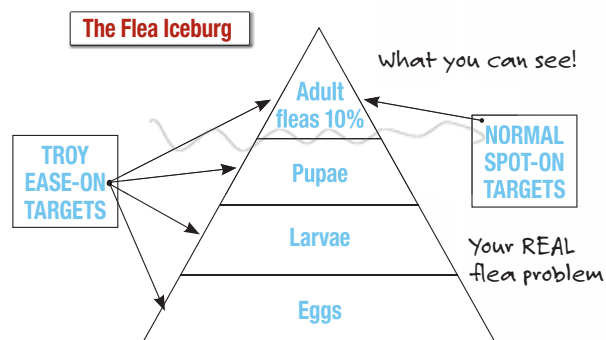 The Flea Iceburg
What you can see!
Adult
fleas 10%
TROY
EASE-ON
TARGETS
NORMAL
SPOT-ON
TARGETS
Pupae
Larvae
Your REAL
flea problem
Eggs